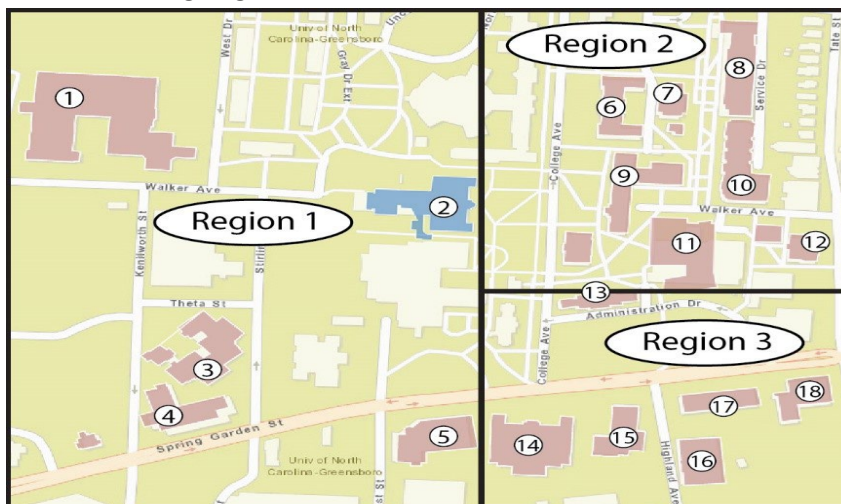 West Dr
Univ of North
Carolina-Greensboro
Gray Dr Ext
1
Walker Ave
2
Region 1
Kenilworth St
Theta St
3
4
Spring Garden St
5
Univ of North
Carolina-Greensboro
Region 2
8
Tate St
6
7
Service Dr
College Ave
9
10
Walker Ave
11
12
13
Administration Dr
College Ave
Region 3
18
17
14
15
16
Highland Ave